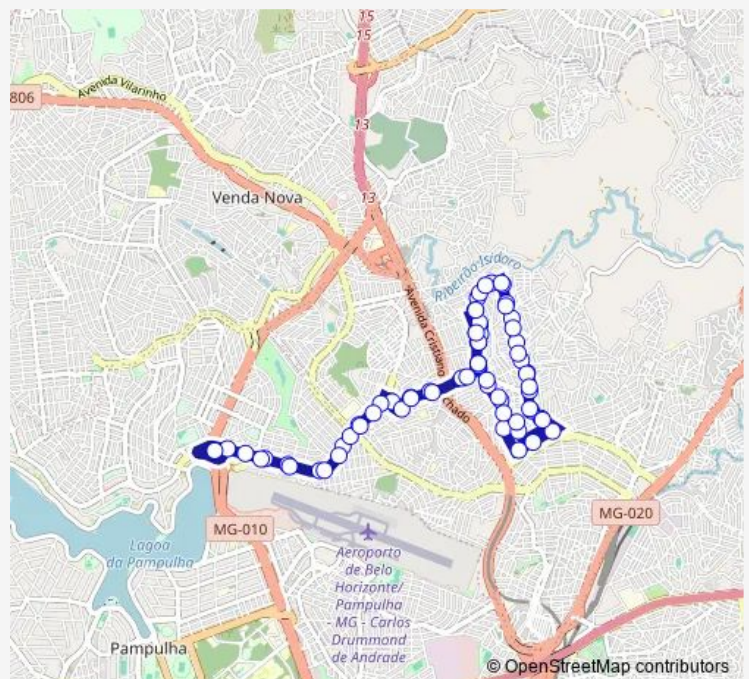 15
15
806
Avenida Vilarinho
13
Venda Nova
13
Ribeirão Isidoro
Avenida Cristiano
chado
MG-010
MG-020
Lagoa
da Pampulha
Aeroporto
de Belo
Horizonte/
Pampulha
- MG - Carlos
Drummond
de Andrade
Pampulha
© OpenStreetMap contributors